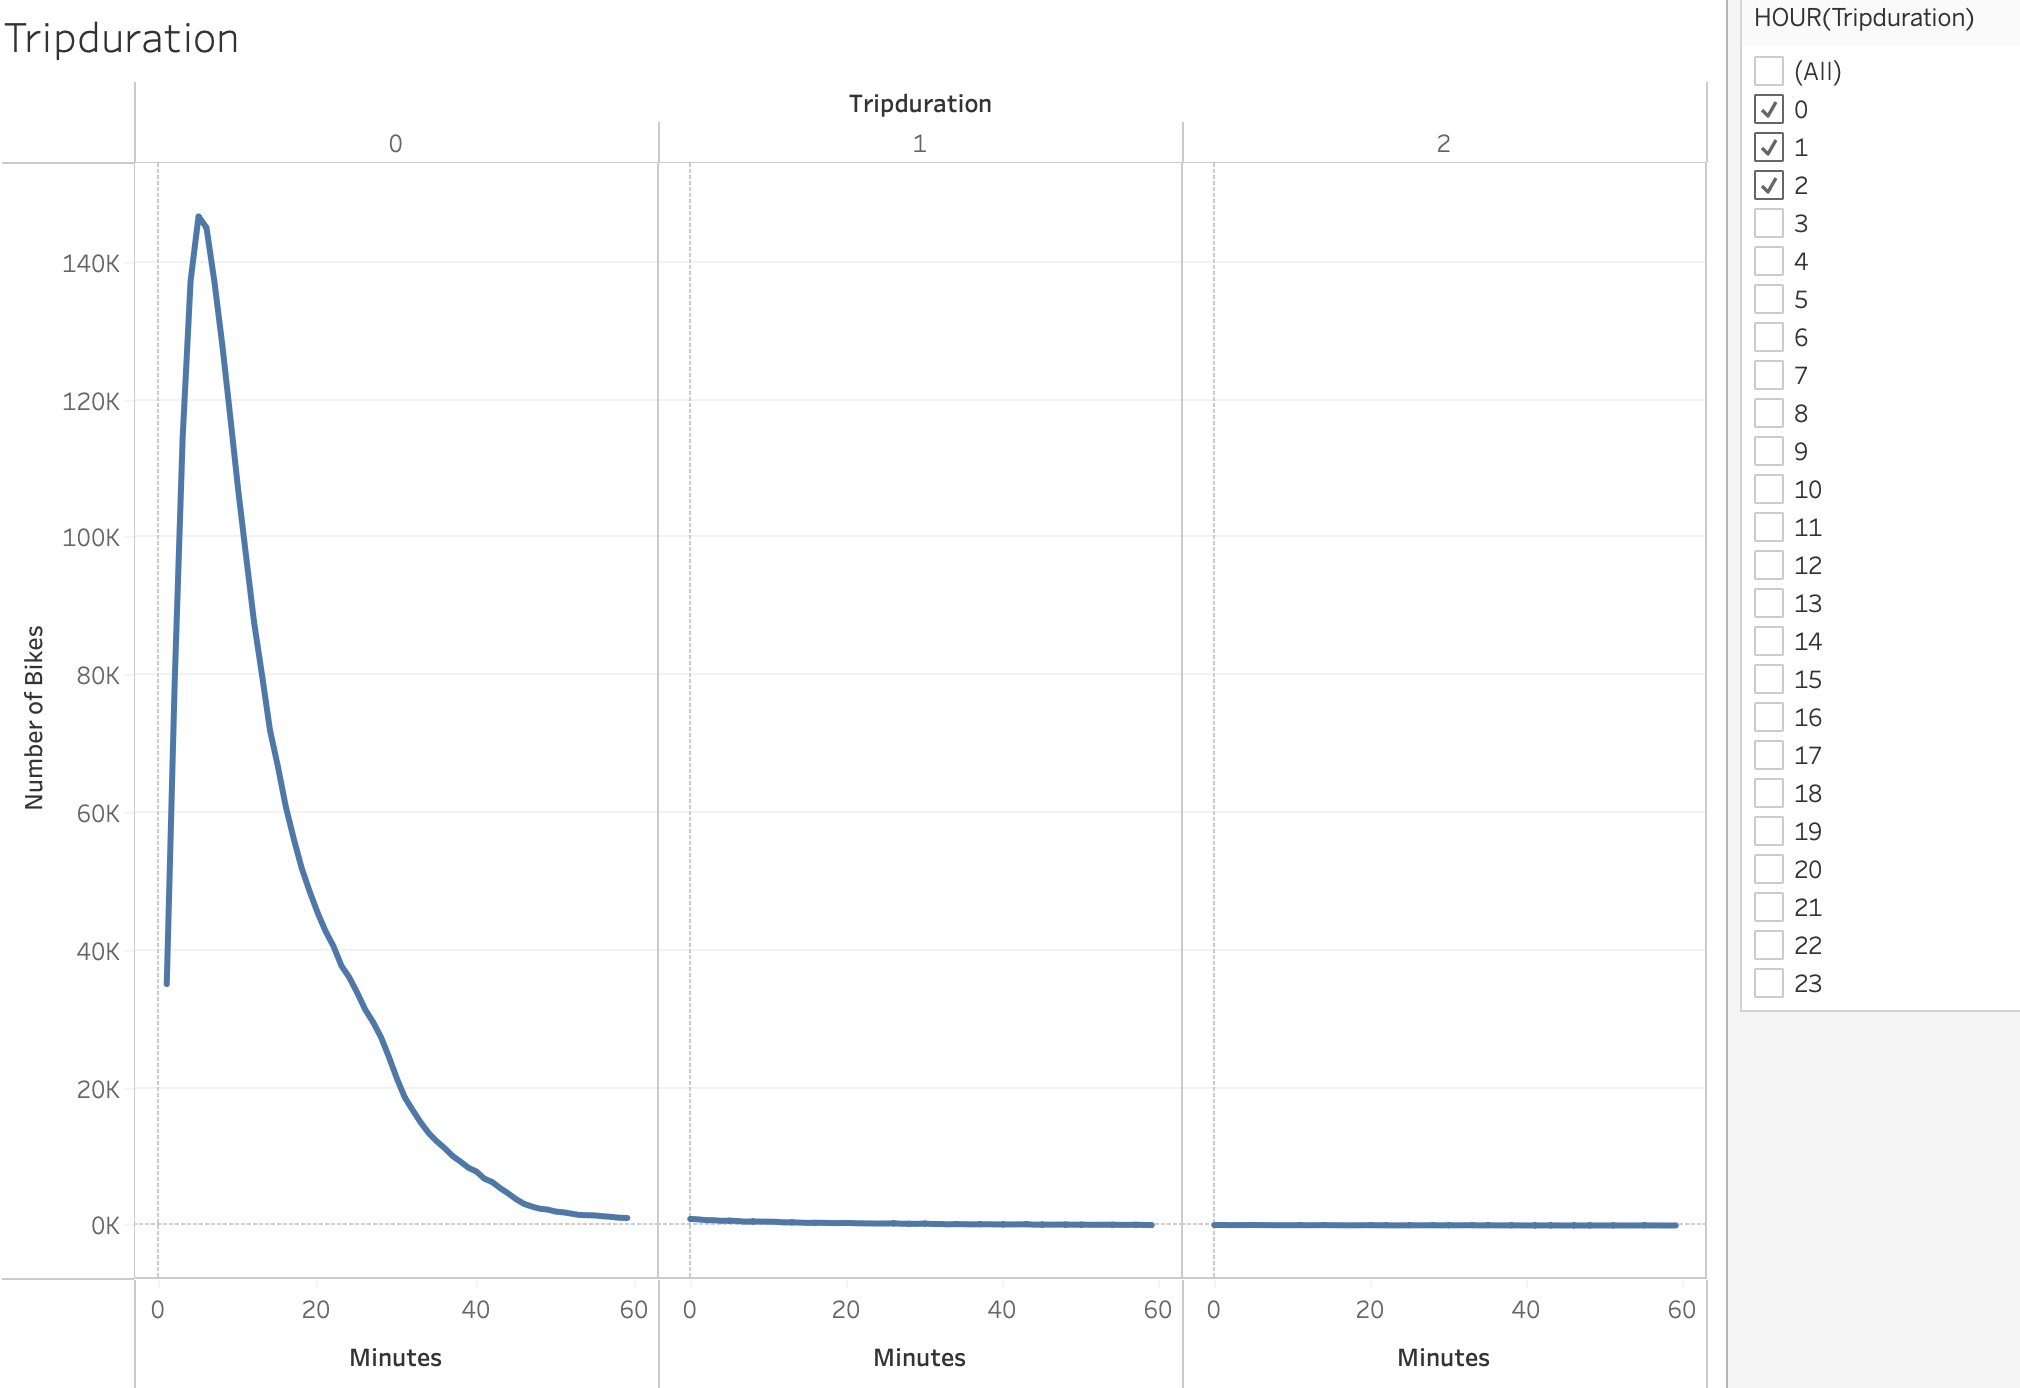 Tripduration
Tripduration
0 1 2
140K
120K
100K
80K
60K
40K
20K
0K
Number of Bikes
0 20 40 60 0 20 40 60 0 20 40 60
Minutes Minutes Minutes
HOUR(Tripduration)
(All)
0
1
2
3
4
5
6
7
8
9
10
11
12
13
14
15
16
17
18
19
20
21
22
23